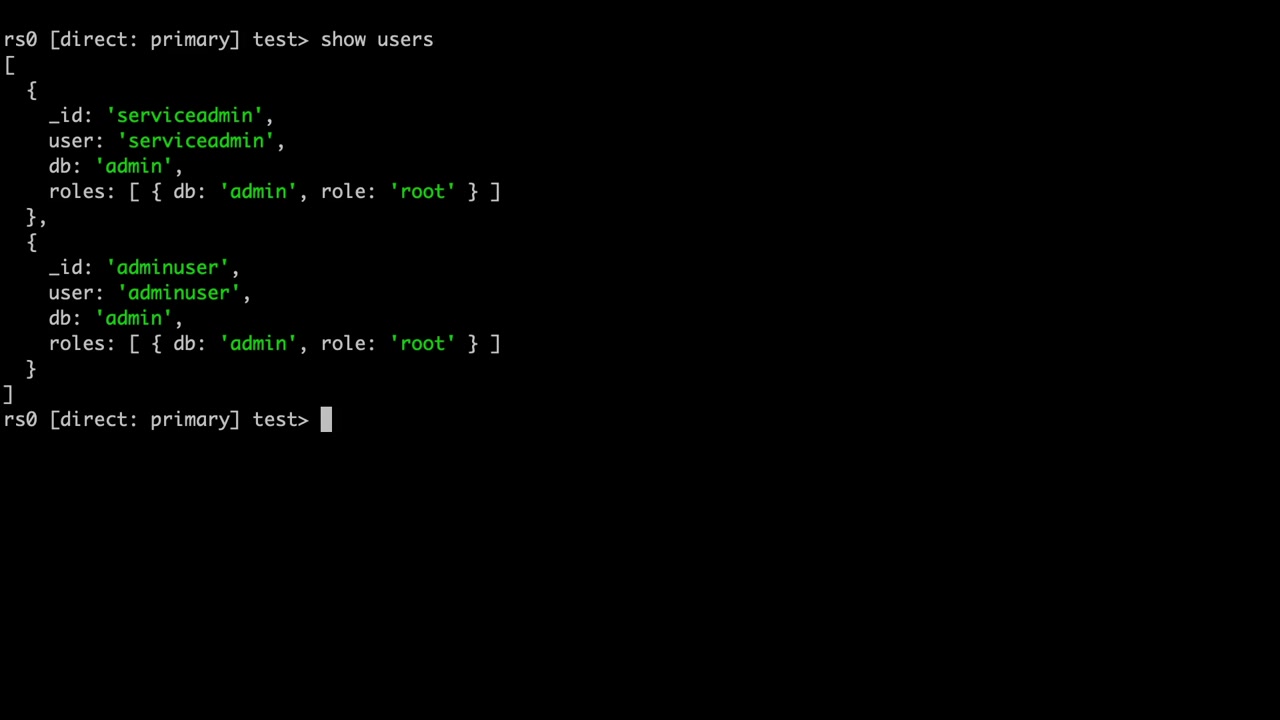 rs0 [direct: primary] test> show users
[
  {
    _id: 'serviceadmin',
    user: 'serviceadmin',
    db: 'admin',
    roles: [ { db: 'admin', role: 'root' } ]
  },
  {
    _id: 'adminuser',
    user: 'adminuser',
    db: 'admin',
    roles: [ { db: 'admin', role: 'root' } ]
  }
]
rs0 [direct: primary] test>